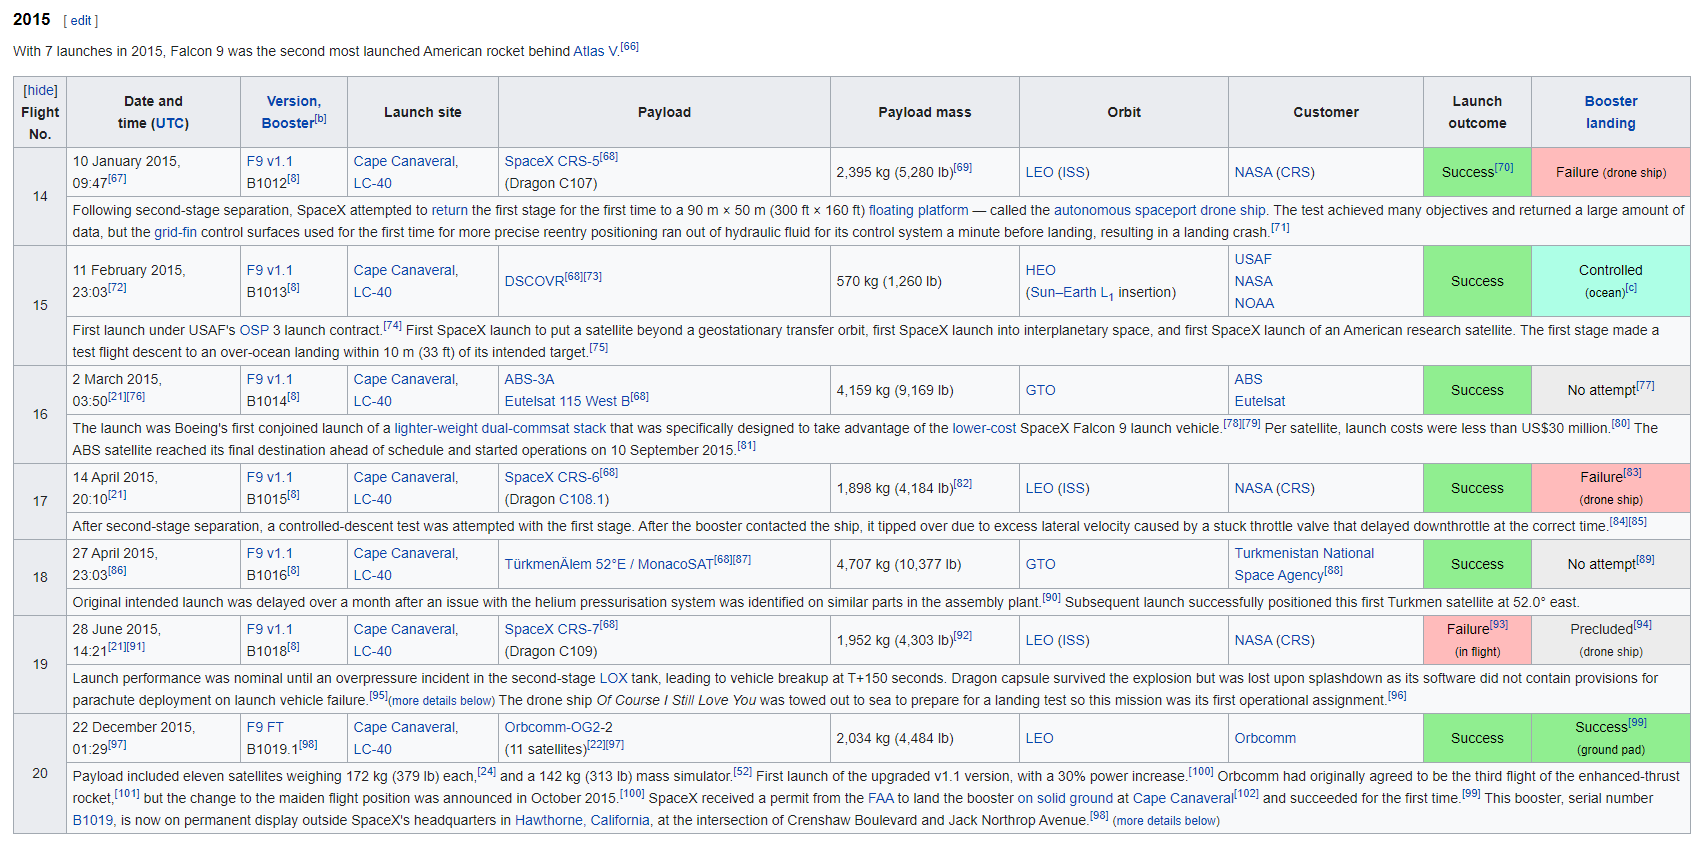 2015 [ edit ]
With 7 launches in 2015, Falcon 9 was the second most launched American rocket behind Atlas V.[66]
[hide]
Flight
No.
Date and
time (UTC)
Version,
Booster[b]
Launch site
Payload
Payload mass
Orbit
Customer
Launch
outcome
Booster
landing
14
10 January 2015,
09:47[67]
F9 v1.1
B1012[8]
Cape Canaveral,
LC-40
SpaceX CRS-5[68]
(Dragon C107)
2,395 kg (5,280 lb)[69]
LEO (ISS)
NASA (CRS)
Success[70]
Failure (drone ship)
Following second-stage separation, SpaceX attempted to return the first stage for the first time to a 90 m × 50 m (300 ft × 160 ft) floating platform — called the autonomous spaceport drone ship. The test achieved many objectives and returned a large amount of
data, but the grid-fin control surfaces used for the first time for more precise reentry positioning ran out of hydraulic fluid for its control system a minute before landing, resulting in a landing crash.[71]
15
11 February 2015,
23:03[72]
F9 v1.1
B1013[8]
Cape Canaveral,
LC-40
DSCOVR[68][73]
570 kg (1,260 lb)
HEO
(Sun–Earth L1 insertion)
USAF
NASA
NOAA
Success
Controlled
(ocean)[c]
First launch under USAF's OSP 3 launch contract.[74] First SpaceX launch to put a satellite beyond a geostationary transfer orbit, first SpaceX launch into interplanetary space, and first SpaceX launch of an American research satellite. The first stage made a
test flight descent to an over-ocean landing within 10 m (33 ft) of its intended target.[75]
16
2 March 2015,
03:50[21][76]
F9 v1.1
B1014[8]
Cape Canaveral,
LC-40
ABS-3A
Eutelsat 115 West B[68]
4,159 kg (9,169 lb)
GTO
ABS
Eutelsat
Success
No attempt[77]
The launch was Boeing's first conjoined launch of a lighter-weight dual-commsat stack that was specifically designed to take advantage of the lower-cost SpaceX Falcon 9 launch vehicle.[78][79] Per satellite, launch costs were less than US$30 million.[80] The
ABS satellite reached its final destination ahead of schedule and started operations on 10 September 2015.[81]
17
14 April 2015,
20:10[21]
F9 v1.1
B1015[8]
Cape Canaveral,
LC-40
SpaceX CRS-6[68]
(Dragon C108.1)
1,898 kg (4,184 lb)[82]
LEO (ISS)
NASA (CRS)
Success
Failure[83]
(drone ship)
After second-stage separation, a controlled-descent test was attempted with the first stage. After the booster contacted the ship, it tipped over due to excess lateral velocity caused by a stuck throttle valve that delayed downthrottle at the correct time.[84][85]
18
27 April 2015,
23:03[86]
F9 v1.1
B1016[8]
Cape Canaveral,
LC-40
TürkmenÄlem 52°E / MonacoSAT[68][87]
4,707 kg (10,377 lb)
GTO
Turkmenistan National
Space Agency[88]
Success
No attempt[89]
Original intended launch was delayed over a month after an issue with the helium pressurisation system was identified on similar parts in the assembly plant.[90] Subsequent launch successfully positioned this first Turkmen satellite at 52.0° east.
19
28 June 2015,
14:21[21][91]
F9 v1.1
B1018[8]
Cape Canaveral,
LC-40
SpaceX CRS-7[68]
(Dragon C109)
1,952 kg (4,303 lb)[92]
LEO (ISS)
NASA (CRS)
Failure[93]
(in flight)
Precluded[94]
(drone ship)
Launch performance was nominal until an overpressure incident in the second-stage LOX tank, leading to vehicle breakup at T+150 seconds. Dragon capsule survived the explosion but was lost upon splashdown as its software did not contain provisions for
parachute deployment on launch vehicle failure.[95](more details below) The drone ship Of Course I Still Love You was towed out to sea to prepare for a landing test so this mission was its first operational assignment.[96]
20
22 December 2015,
01:29[97]
F9 FT
B1019.1[98]
Cape Canaveral,
LC-40
Orbcomm-OG2-2
(11 satellites)[22][97]
2,034 kg (4,484 lb)
LEO
Orbcomm
Success
Success[99]
(ground pad)
Payload included eleven satellites weighing 172 kg (379 lb) each,[24] and a 142 kg (313 lb) mass simulator.[52] First launch of the upgraded v1.1 version, with a 30% power increase.[100] Orbcomm had originally agreed to be the third flight of the enhanced-thrust
rocket,[101] but the change to the maiden flight position was announced in October 2015.[100] SpaceX received a permit from the FAA to land the booster on solid ground at Cape Canaveral[102] and succeeded for the first time.[99] This booster, serial number
B1019, is now on permanent display outside SpaceX's headquarters in Hawthorne, California, at the intersection of Crenshaw Boulevard and Jack Northrop Avenue.[98] (more details below)